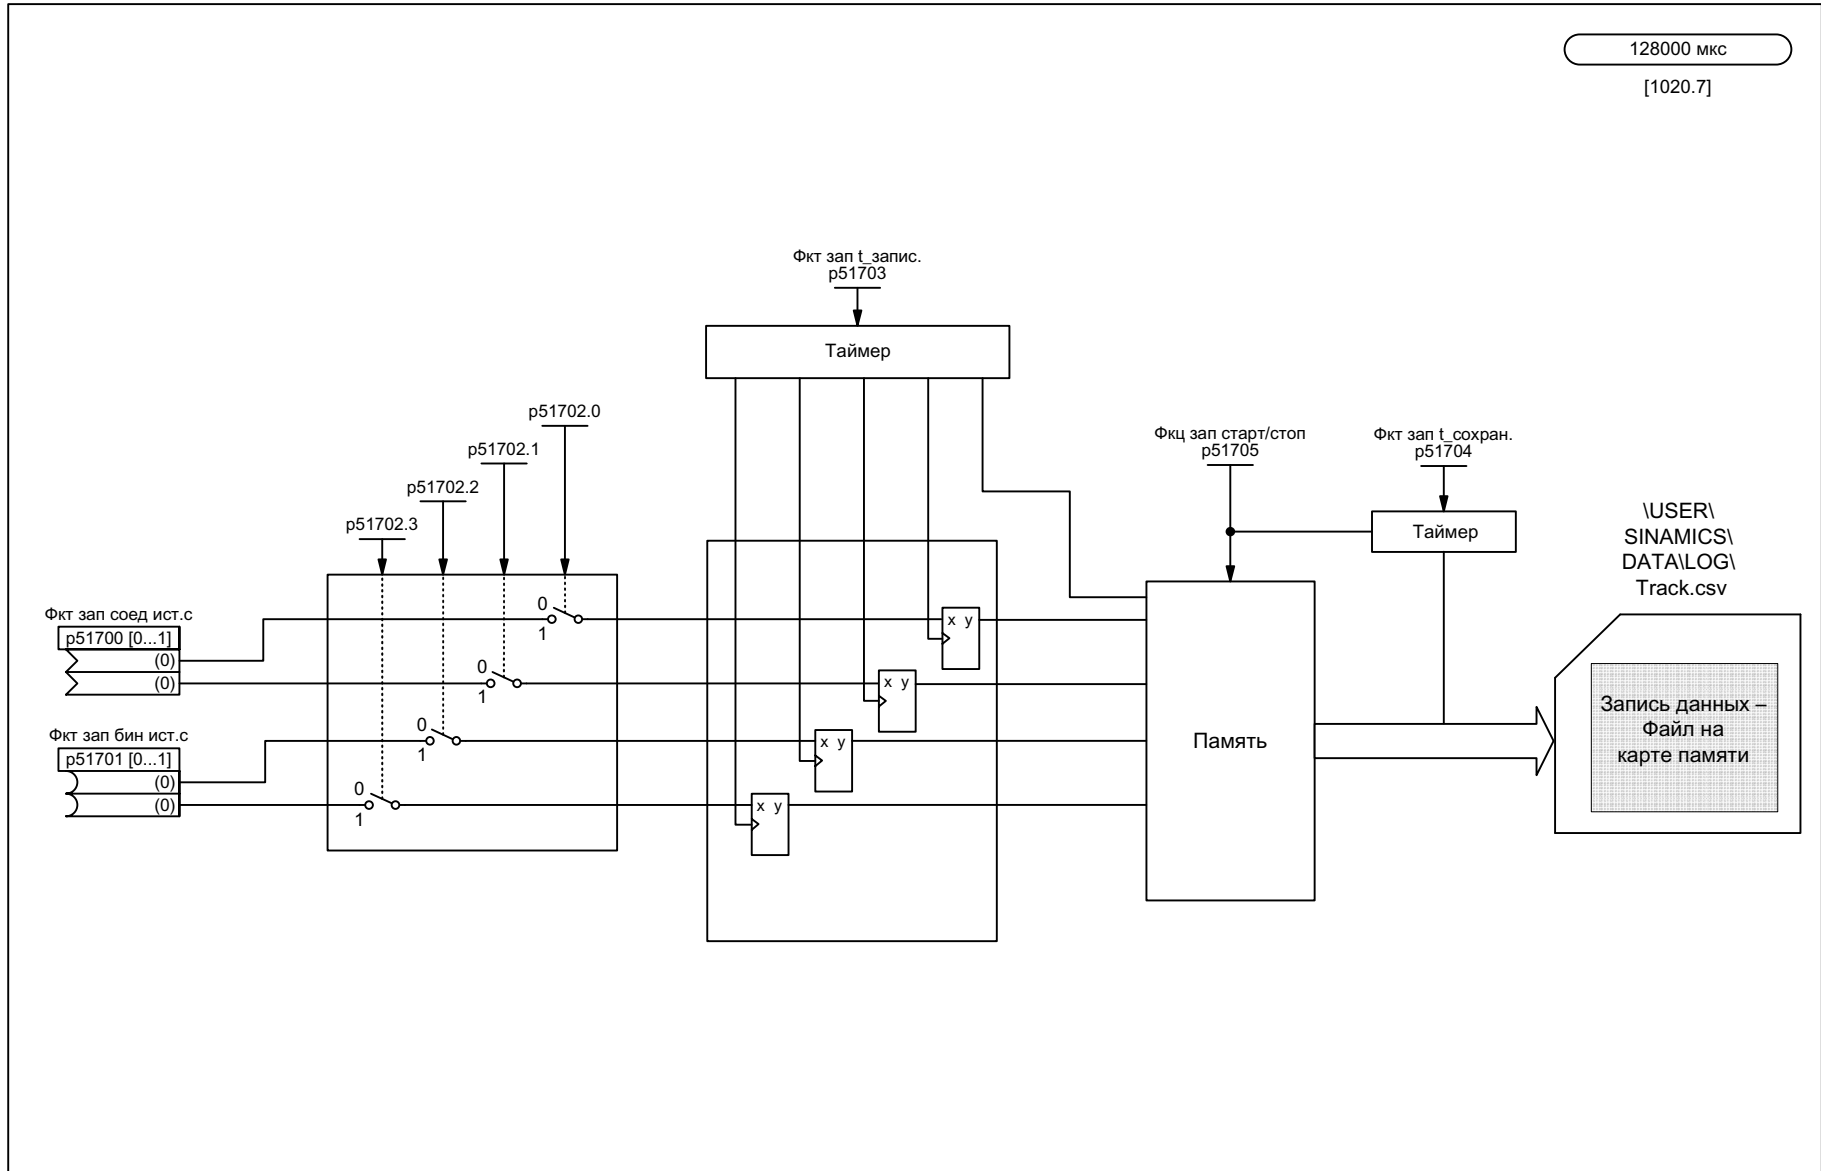 128000 мкс
[1020.7]
Фкт зап t_запис.
p51703
Таймер
p51702.0
p51702.1
p51702.2
p51702.3
Фкц зап старт/стоп
p51705
Фкт зап t_сохран.
p51704
Таймер
\USER\
SINAMICS\
DATA\LOG\
Track.csv
Фкт зап соед ист.с
p51700 [0...1]
(0)
(0)
0
1
0
1
x y
x y
Фкт зап бин ист.с
p51701 [0...1]
(0)
(0)
0
1
0
1
x y
x y
Память
Запись данных –
Файл на
карте памяти